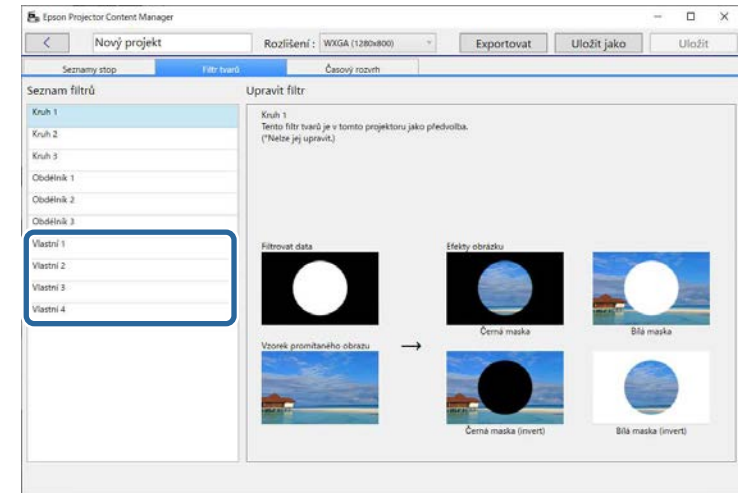 Epson Projector Content Manager
Nový projekt
Rozlišení :
WXGA (1280x800)
Exportovat
Uložit jako
Uložit
Seznamy stop
Filtr tvarů
Časový rozvrh
Seznam filtrů
Upravit filtr
Kruh 1
Kruh 2
Kruh 3
Obdélník 1
Obdélník 2
Obdélník 3
Vlastní 1
Vlastní 2
Vlastní 3
Vlastní 4
Kruh 1
Tento filtr tvarů je v tomto projektoru jako předvolba.
(*Nelze jej upravit.)
Filtrovat data
Efekty obrázku
Černá maska
Bílá maska
Vzorek promítaného obrazu
Černá maska (invert)
Bílá maska (invert)